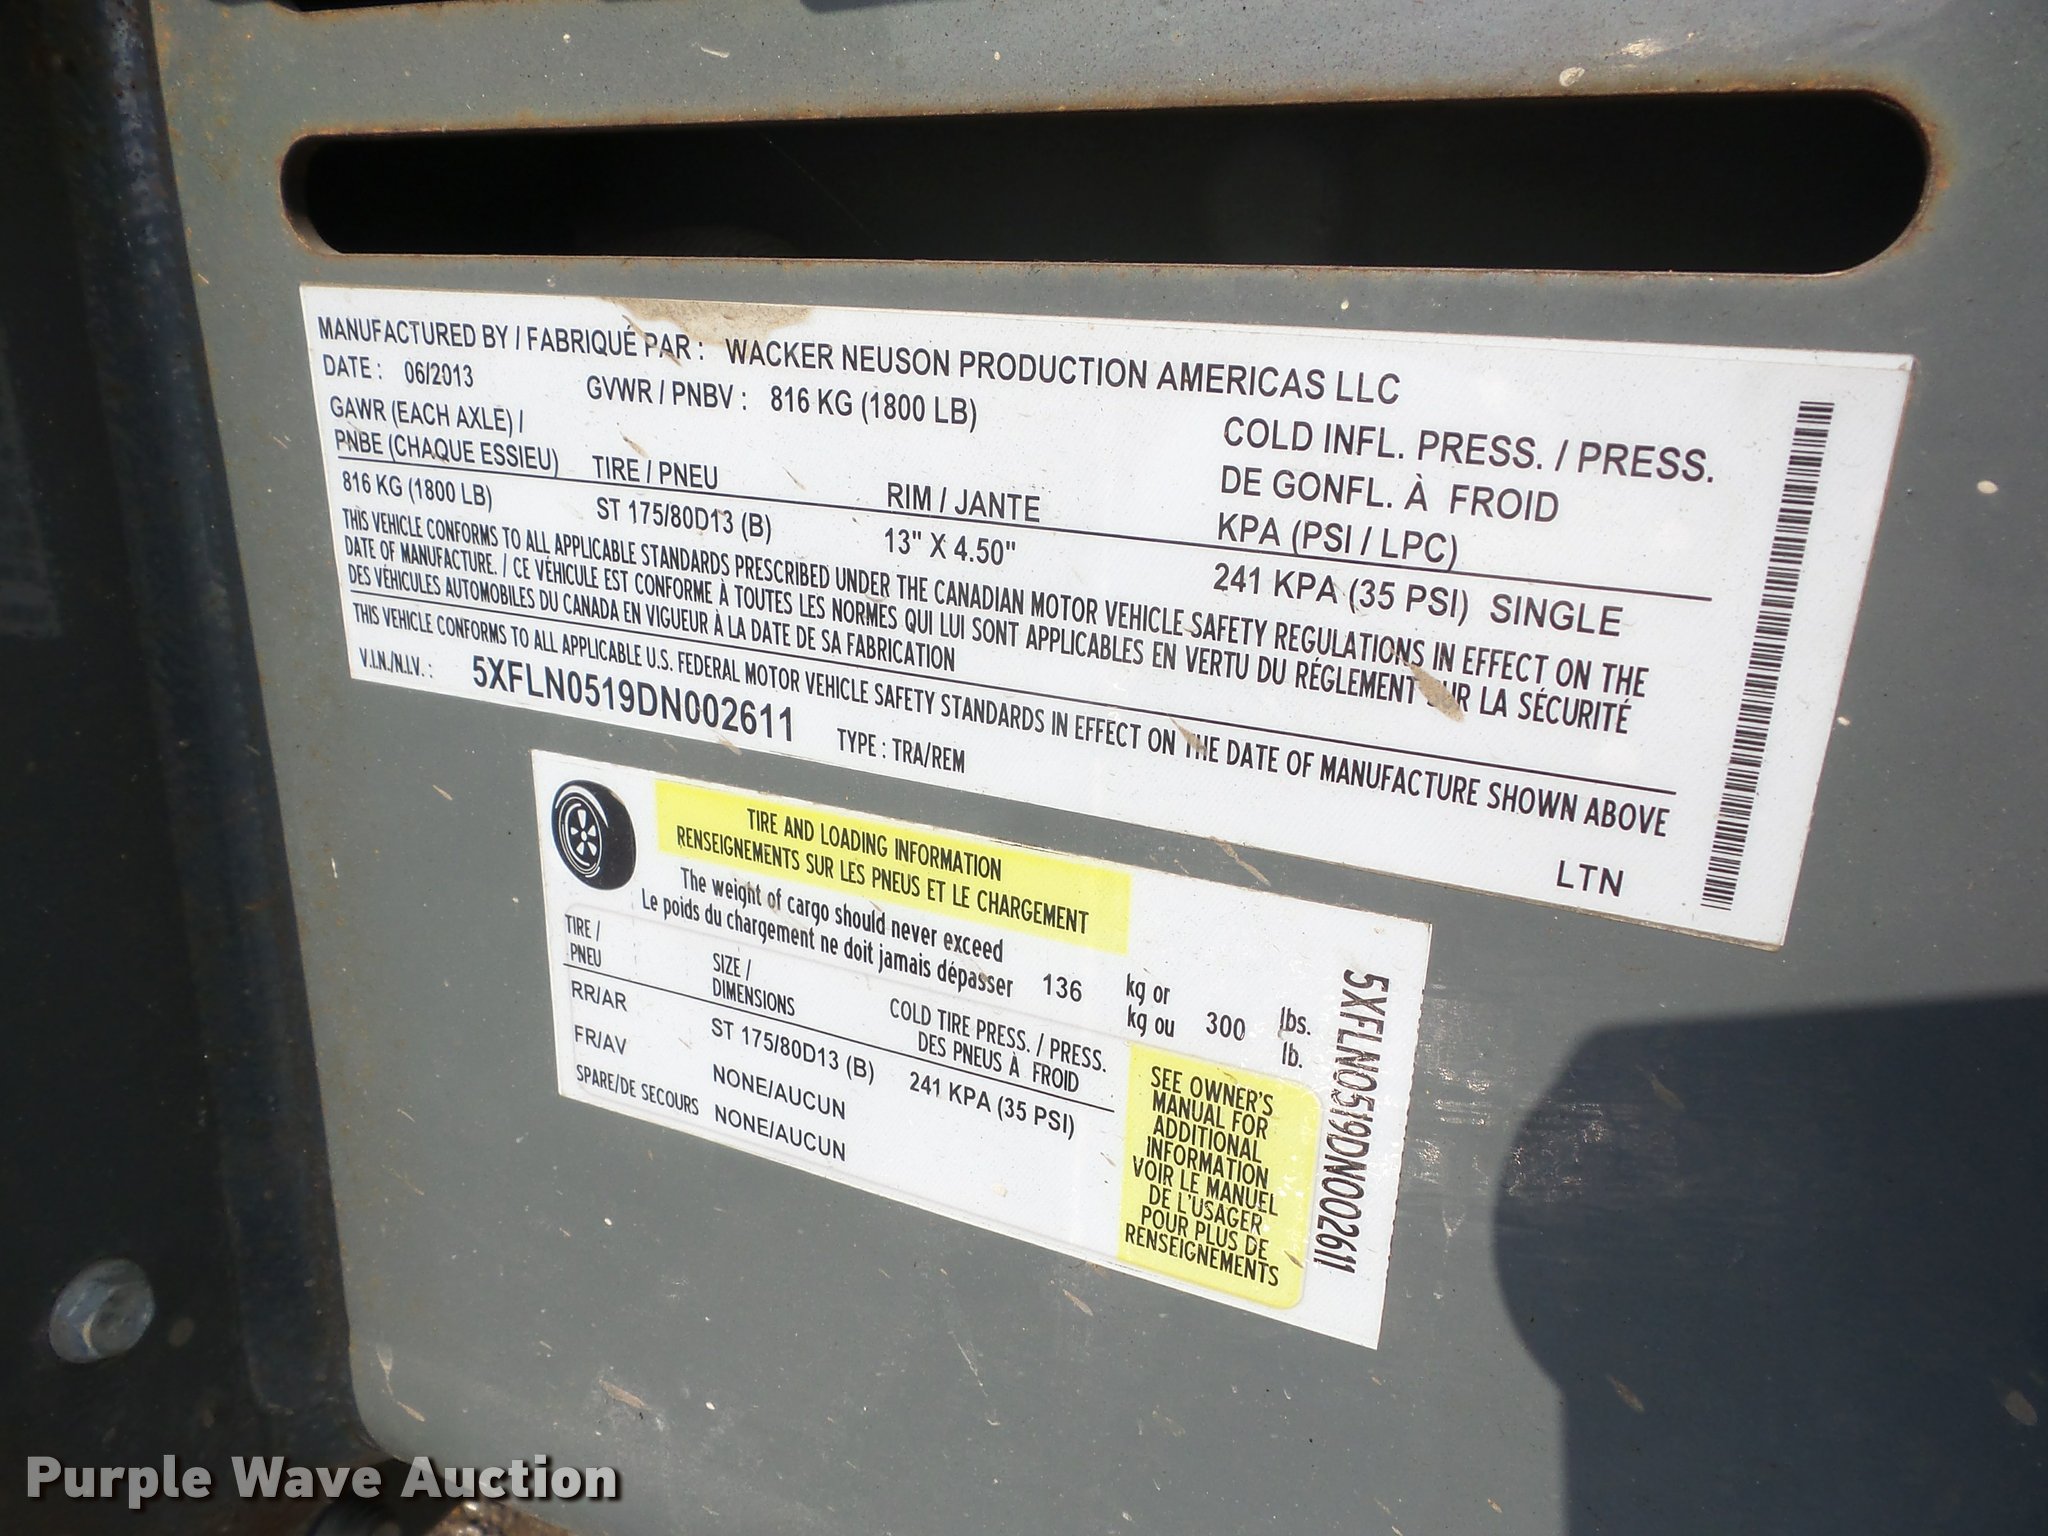 MANUFACTURED BY / FABRIQUÉ PAR : WACKER NEUSON PRODUCTION AMERICAS LLC
DATE : 06/2013 GVWR / PNBV : 816 KG (1800 LB)
GAWR (EACH AXLE) /
PNBE (CHAQUE ESSIEU) TIRE / PNEU RIM / JANTE COLD INFL. PRESS. / PRESS.
DE GONFL. À FROID
KPA (PSI / LPC)
816 KG (1800 LB) ST 175/80D13 (B) 13" X 4.50" 241 KPA (35 PSI) SINGLE
THIS VEHICLE CONFORMS TO ALL APPLICABLE STANDARDS PRESCRIBED UNDER THE CANADIAN MOTOR VEHICLE SAFETY REGULATIONS IN EFFECT ON THE
DATE OF MANUFACTURE. / CE VÉHICULE EST CONFORME À TOUTES LES NORMES QUI LUI SONT APPLICABLES EN VERTU DU RÉGLEMENT SUR LA SÉCURITÉ
DES VÉHICULES AUTOMOBILES DU CANADA EN VIGUEUR À LA DATE DE SA FABRICATION
THIS VEHICLE CONFORMS TO ALL APPLICABLE U.S. FEDERAL MOTOR VEHICLE SAFETY STANDARDS IN EFFECT ON THE DATE OF MANUFACTURE SHOWN ABOVE
V.I.N./N.I.V. : 5XFLN0519DN002611 TYPE : TRA/REM LTN
TIRE AND LOADING INFORMATION
RENSEIGNEMENTS SUR LES PNEUS ET LE CHARGEMENT
The weight of cargo should never exceed
Le poids du chargement ne doit jamais dépasser 136 kg or
kg ou 300 lbs.
lb.
TIRE /
PNEU SIZE /
DIMENSIONS COLD TIRE PRESS. / PRESS.
DES PNEUS À FROID
RR/AR ST 175/80D13 (B) 241 KPA (35 PSI)
FR/AV NONE/AUCUN
SPARE/DE SECOURS NONE/AUCUN
SEE OWNER'S
MANUAL FOR
ADDITIONAL
INFORMATION
VOIR LE MANUEL
DE L'USAGER
POUR PLUS DE
RENSEIGNEMENTS
5XFLN0519DN002611
Purple Wave Auction